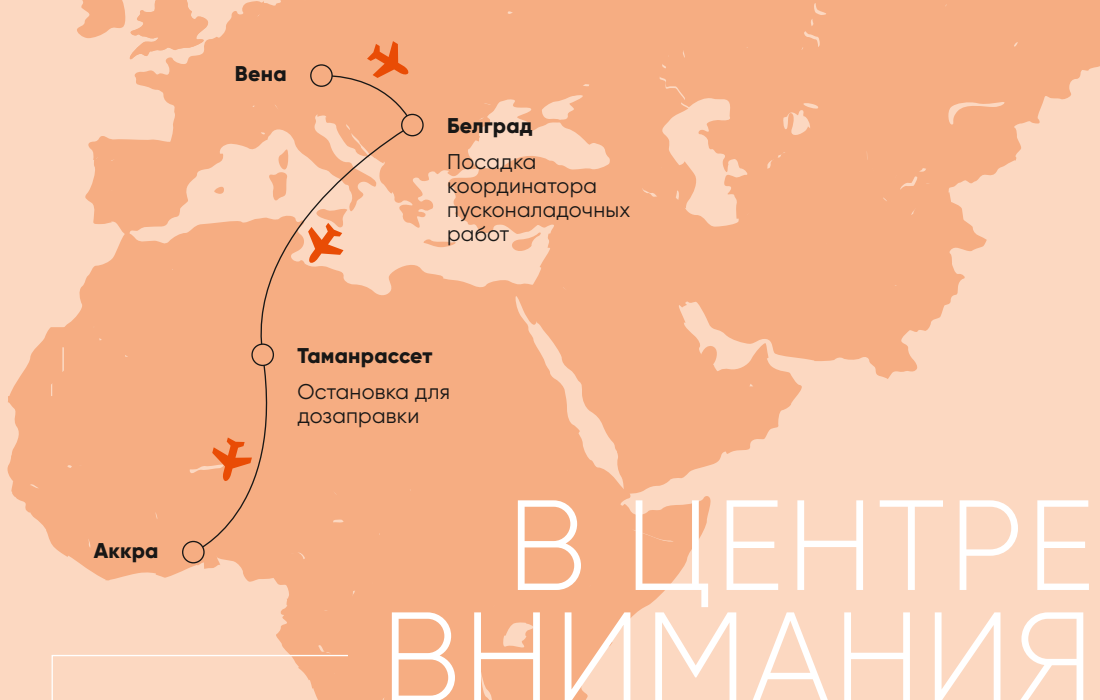 Вена
Белград
Посадка
координатора
пусконаладочных
работ
Таманрассет
Остановка для
дозаправки
Аккра
В ЦЕНТРЕ
ВНИМАНИЯ